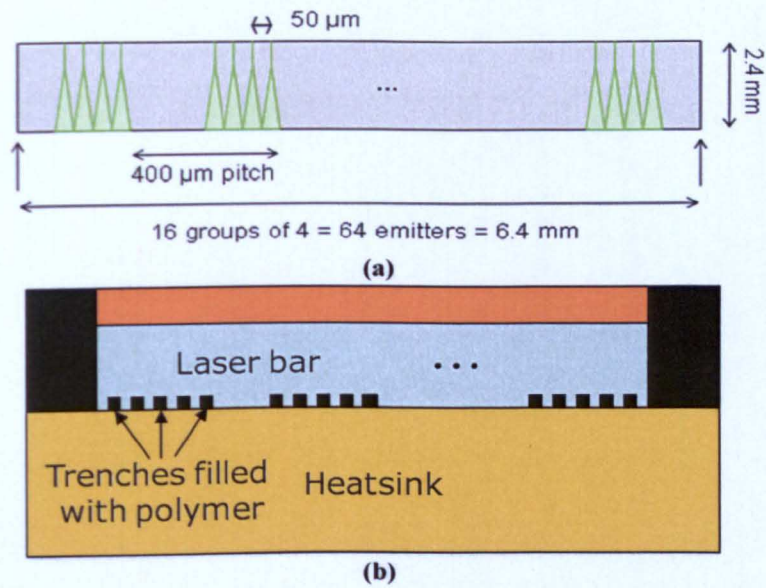 50 µm
...
2.4 mm
400 µm pitch
16 groups of 4 = 64 emitters = 6.4 mm
(a)
Laser bar
...
Trenches filled
with polymer
Heatsink
(b)